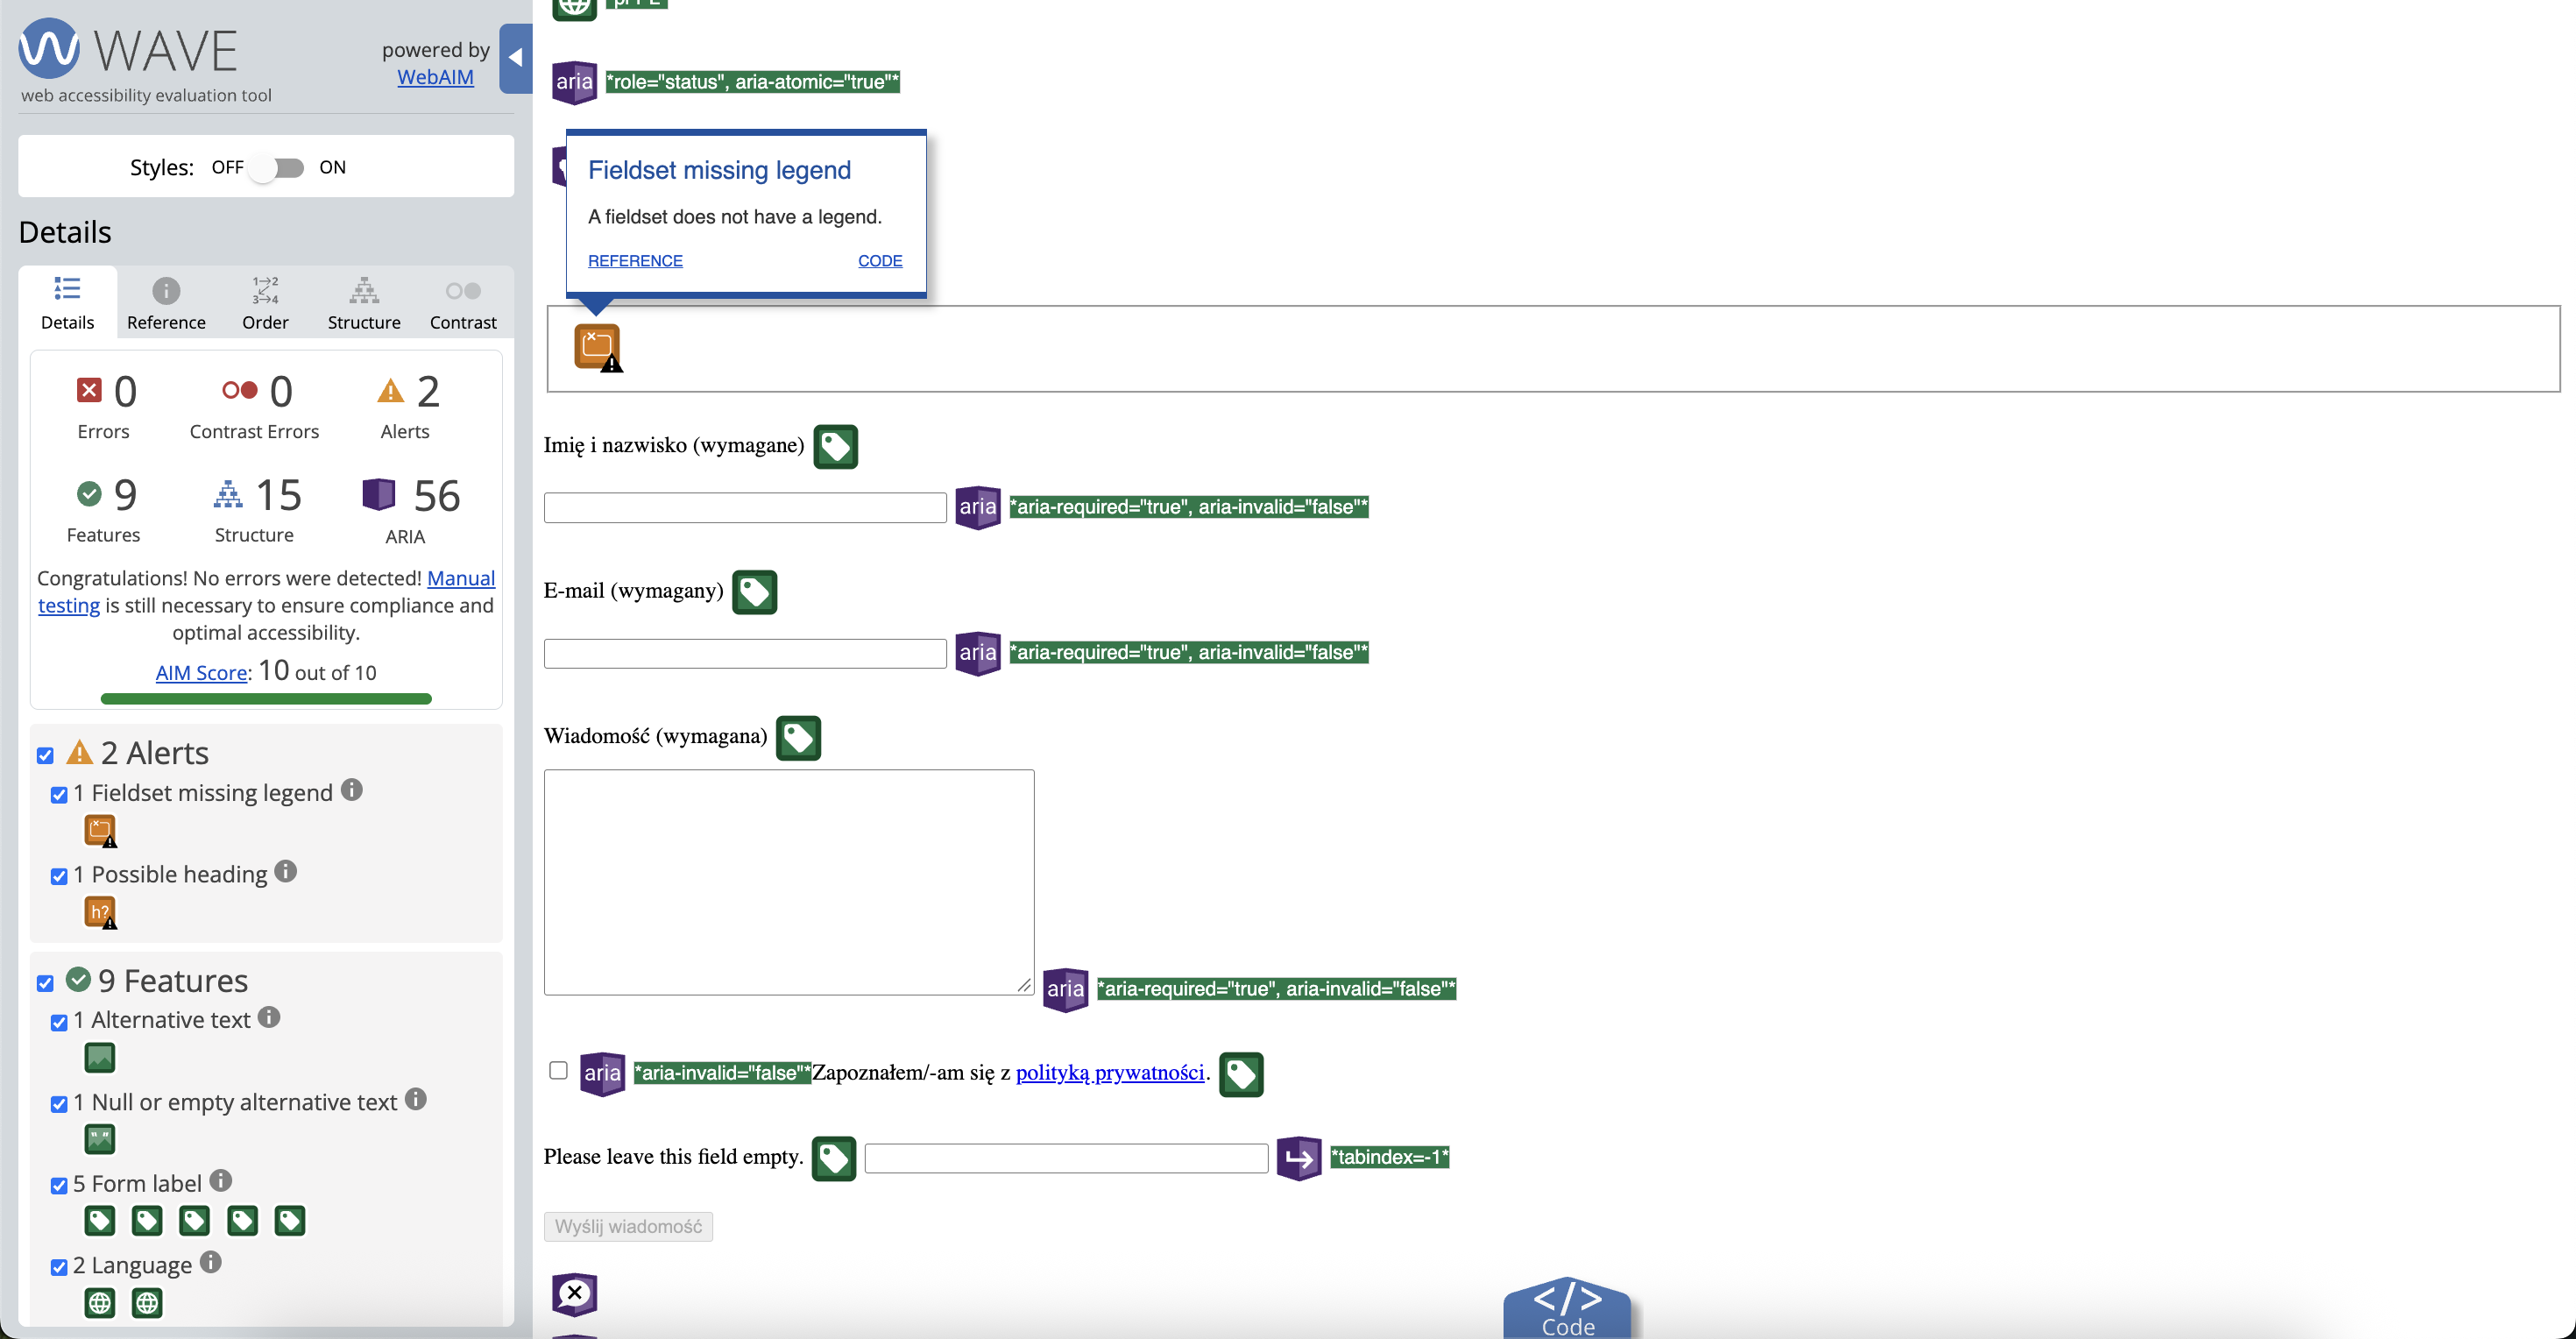 WAVE
web accessibility evaluation tool
powered by
WebAIM
Styles: OFF ON
Details
Details
Reference
1→2
3→4
Order
Structure
Contrast
0
Errors
0
Contrast Errors
2
Alerts
9
Features
15
Structure
56
ARIA
Congratulations! No errors were detected! Manual
testing is still necessary to ensure compliance and
optimal accessibility.
AIM Score: 10 out of 10
2 Alerts
1 Fieldset missing legend
1 Possible heading
h?
9 Features
1 Alternative text
1 Null or empty alternative text
5 Form label
2 Language
aria *role="status", aria-atomic="true"*
Fieldset missing legend
A fieldset does not have a legend.
REFERENCE CODE
Imię i nazwisko (wymagane)
aria *aria-required="true", aria-invalid="false"*
E-mail (wymagany)
aria *aria-required="true", aria-invalid="false"*
Wiadomość (wymagana)
aria *aria-required="true", aria-invalid="false"*
aria *aria-invalid="false"*Zapoznałem/-am się z polityką prywatności.
Please leave this field empty. *tabindex=-1*
Wyślij wiadomość
</>
Code